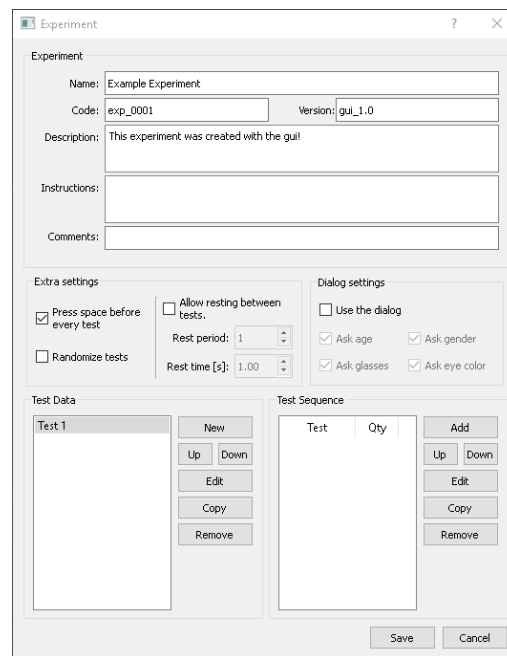 Experiment
?
Experiment
Name: Example Experiment
Code: exp_0001 Version: gui_1.0
Description: This experiment was created with the gui!
Instructions:
Comments:
Extra settings
Press space before
every test
Randomize tests
Allow resting between
tests.
Rest period: 1
Rest time [s]: 1.00
Dialog settings
Use the dialog
Ask age Ask gender
Ask glasses Ask eye color
Test Data
Test 1
New
Up Down
Edit
Copy
Remove
Test Sequence
Test Qty
Add
Up Down
Edit
Copy
Remove
Save Cancel